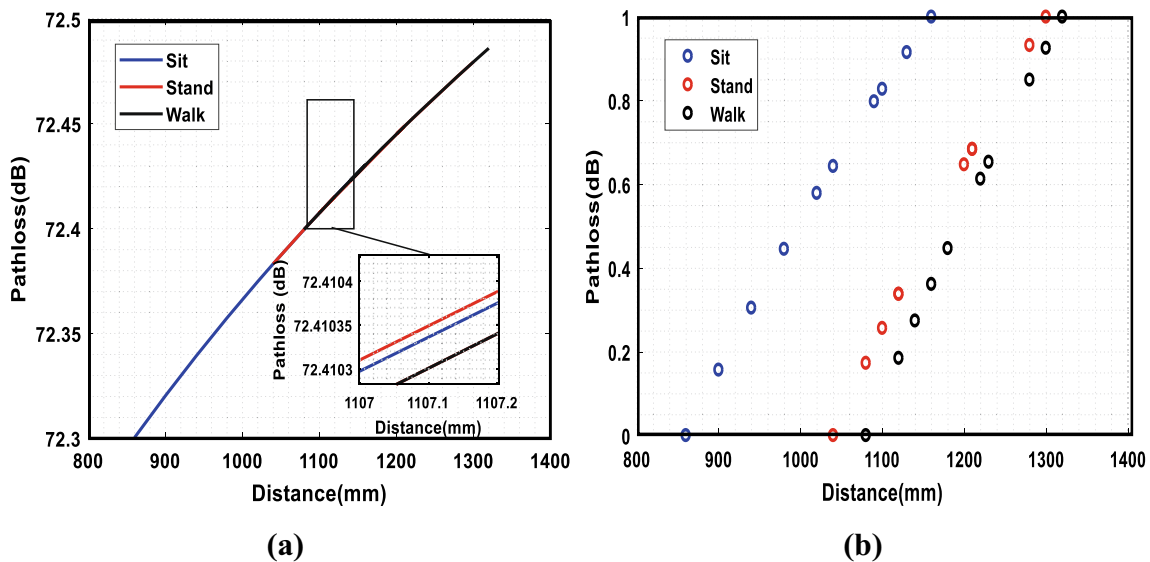 72.5
72.45
72.4
72.35
72.3
Pathloss(dB)
Sit
Stand
Walk
72.4104
72.41035
72.4103
Pathloss (dB)
1107 1107.1 1107.2
Distance(mm)
800 900 1000 1100 1200 1300 1400
Distance(mm)
(a)
1
0.8
0.6
0.4
0.2
0
Pathloss(dB)
Sit
Stand
Walk
800 900 1000 1100 1200 1300 1400
Distance(mm)
(b)